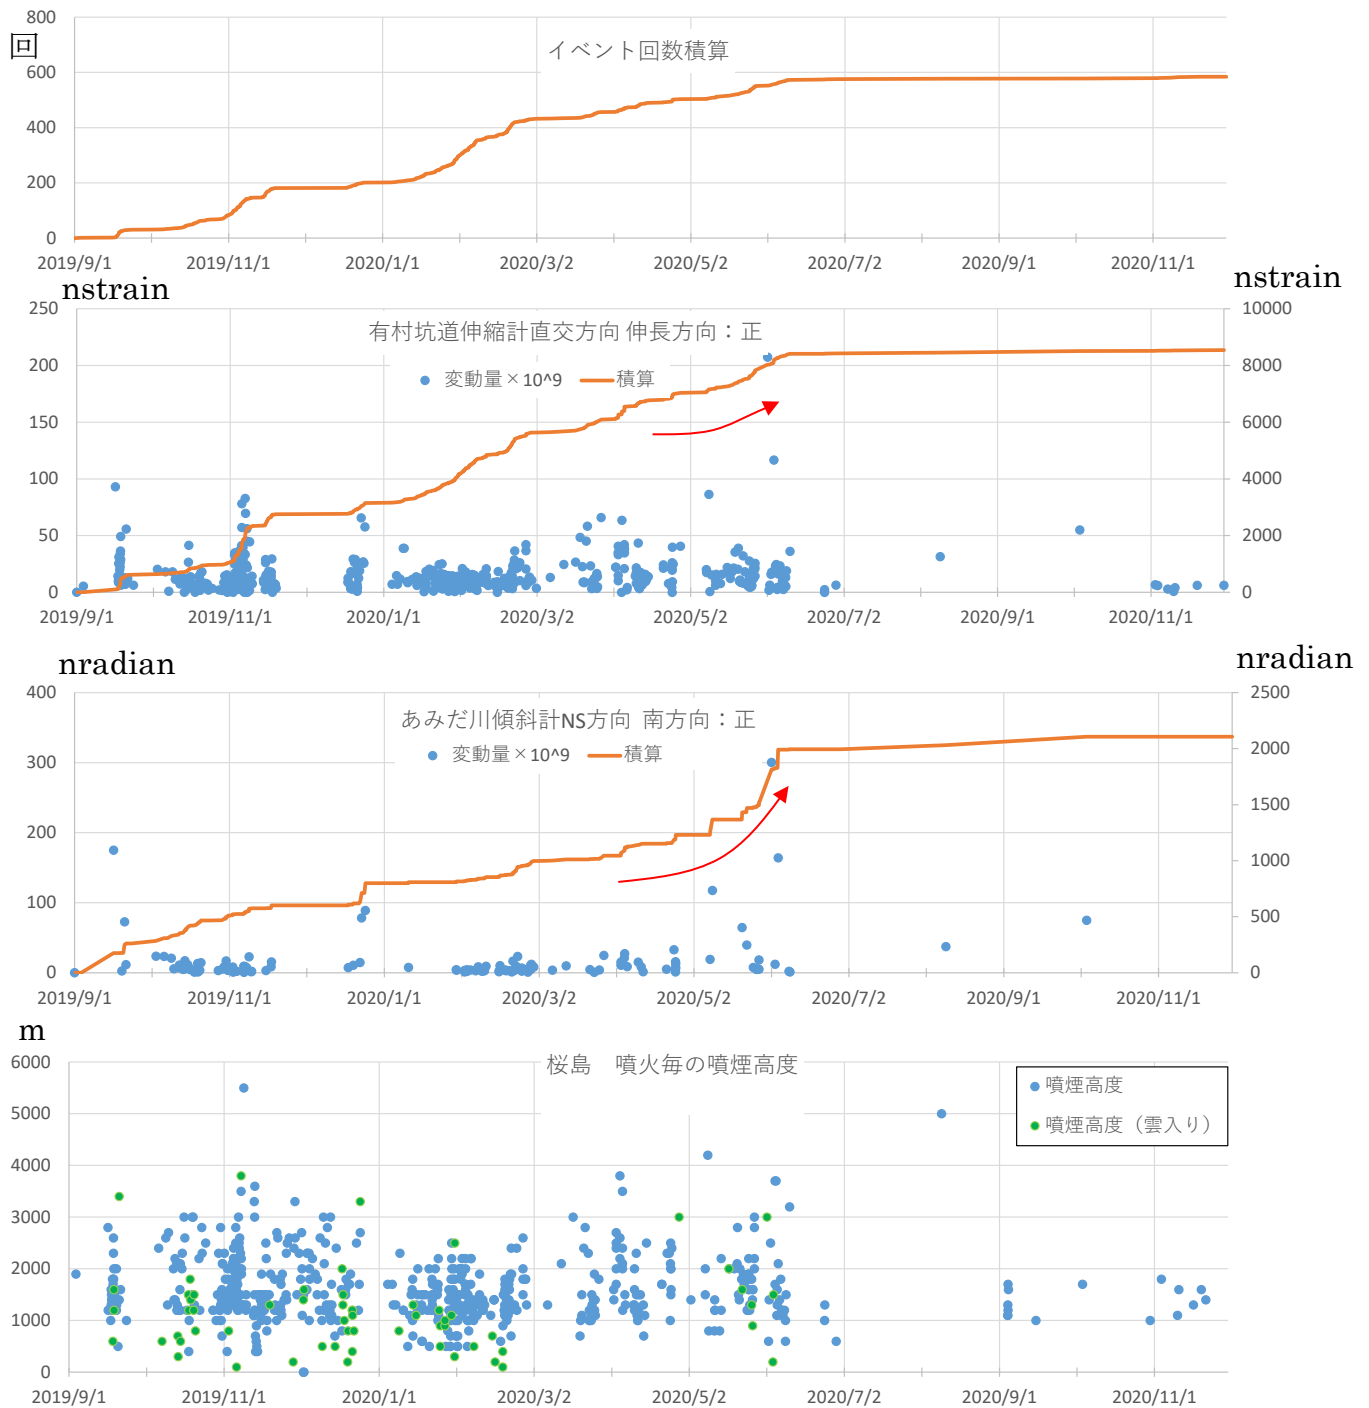 800
回
イベント回数積算
600
400
200
0
2019/9/1 2019/11/1 2020/1/1 2020/3/2 2020/5/2 2020/7/2 2020/9/1 2020/11/1
nstrain nstrain
250 10000
有村坑道伸縮計直交方向 伸長方向：正
200 8000
変動量×10^9 積算
150 6000
100 4000
50 2000
0 0
2019/9/1 2019/11/1 2020/1/1 2020/3/2 2020/5/2 2020/7/2 2020/9/1 2020/11/1
nradian nradian
400 2500
あみだ川傾斜計NS方向 南方向：正
変動量×10^9 積算
300 2000
1500
200
1000
100
500
0 0
2019/9/1 2019/11/1 2020/1/1 2020/3/2 2020/5/2 2020/7/2 2020/9/1 2020/11/1
m
6000
桜島 噴火毎の噴煙高度
噴煙高度
5000
噴煙高度（雲入り）
4000
3000
2000
1000
0
2019/9/1 2019/11/1 2020/1/1 2020/3/2 2020/5/2 2020/7/2 2020/9/1 2020/11/1